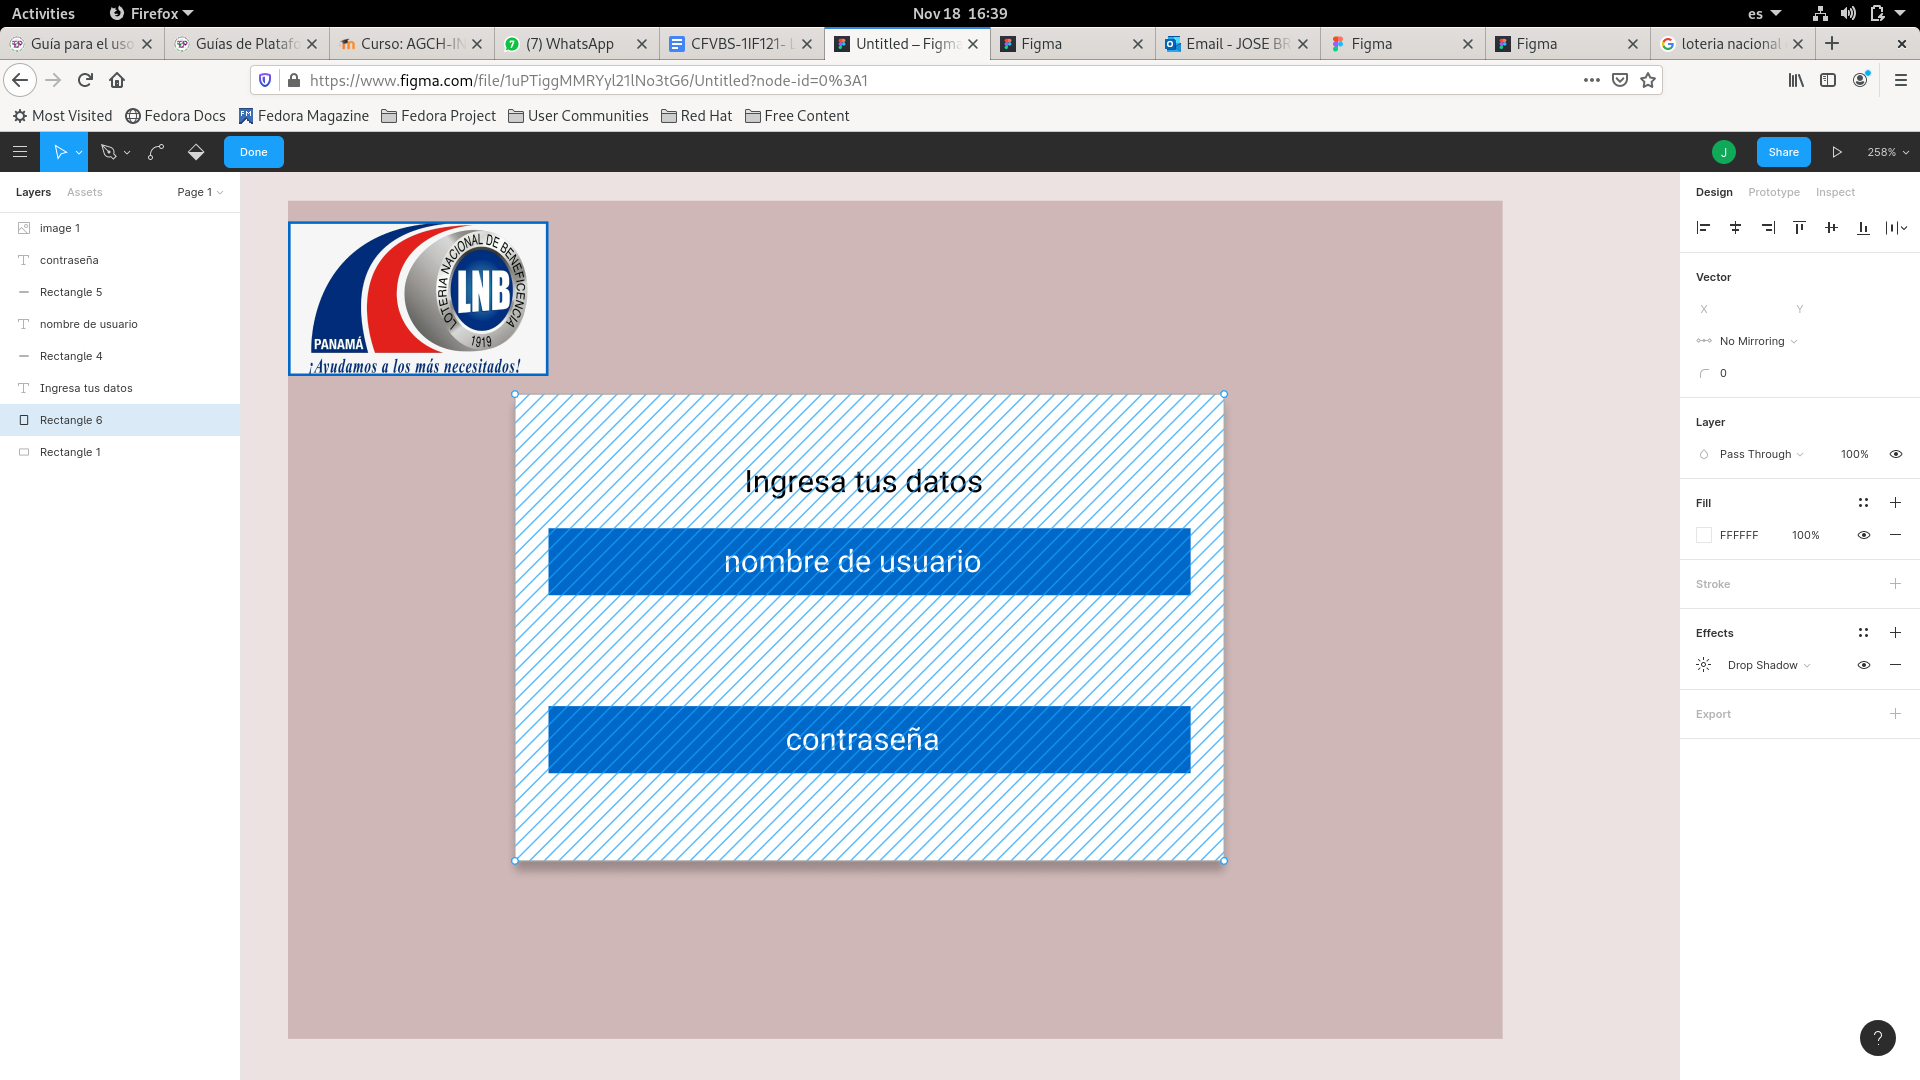 Activities
Firefox
Nov 18 16:39
es
Guía para el uso
Guías de Platafo
Curso: AGCH-IN
(7) WhatsApp
CFVBS-1IF121- L
Untitled – Figma
Figma
Email - JOSE BR
Figma
Figma
loteria nacional
https://www.figma.com/file/1uPTiggMMRYyl21lNo3tG6/Untitled?node-id=0%3A1
Most Visited
Fedora Docs
Fedora Magazine
Fedora Project
User Communities
Red Hat
Free Content
Done
J
Share
258%
Layers
Assets
Page 1
image 1
contraseña
Rectangle 5
nombre de usuario
Rectangle 4
Ingresa tus datos
Rectangle 6
Rectangle 1
LOTERIA NACIONAL DE BENEFICENCIA
LNB
1919
PANAMÁ
¡Ayudamos a los más necesitados!
Ingresa tus datos
nombre de usuario
contraseña
Design
Prototype
Inspect
Vector
X
Y
No Mirroring
0
Layer
Pass Through
100%
Fill
FFFFFF
100%
Stroke
Effects
Drop Shadow
Export
?